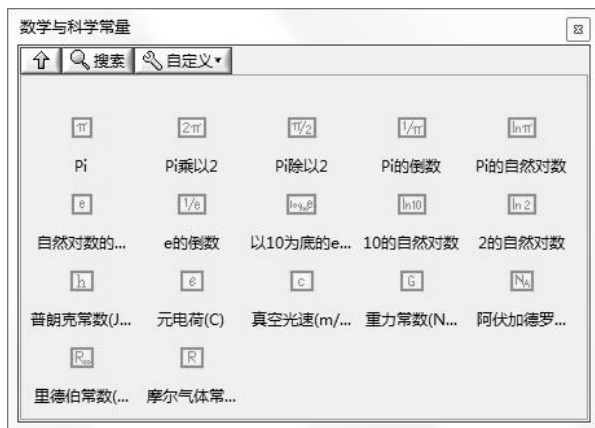 数学与科学常量
搜索 自定义
π 2π π/2 1/π lnπ
Pi Pi乘以2 Pi除以2 Pi的倒数 Pi的自然对数
e 1/e log₁₀e ln10 ln 2
自然对数的... e的倒数 以10为底的e... 10的自然对数 2的自然对数
h e c G NA
普朗克常数(J... 元电荷(C) 真空光速(m/... 重力常数(N... 阿伏加德罗...
R∞ R
里德伯常数(... 摩尔气体常...